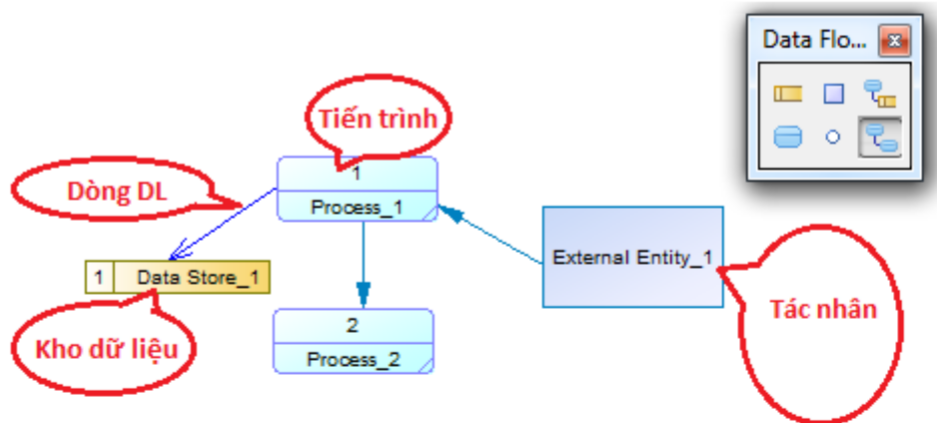 Data Flo...
Tiến trình
1
Process_1
Dòng DL
External Entity_1
1 Data Store_1
Tác nhân
2
Process_2
Kho dữ liệu